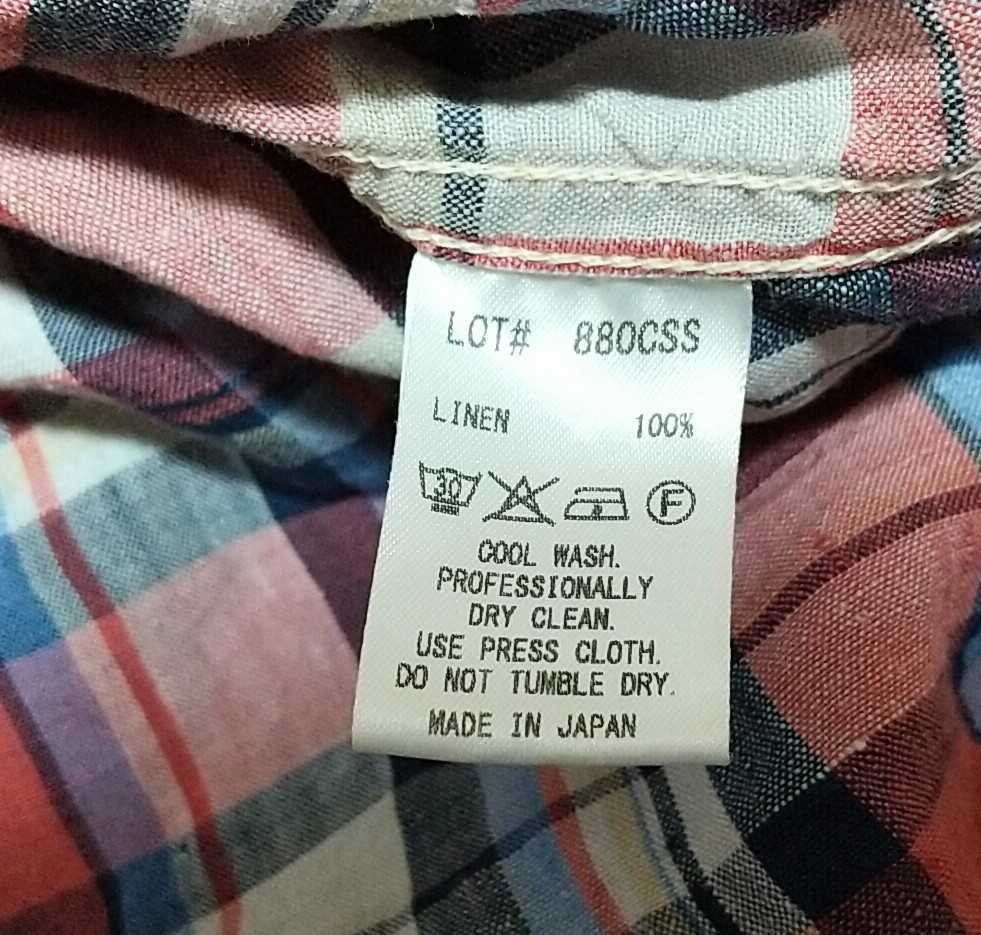 LOT# 880CSS
LINEN 100%
30 F
COOL WASH.
PROFESSIONALLY
DRY CLEAN.
USE PRESS CLOTH.
DO NOT TUMBLE DRY.
MADE IN JAPAN